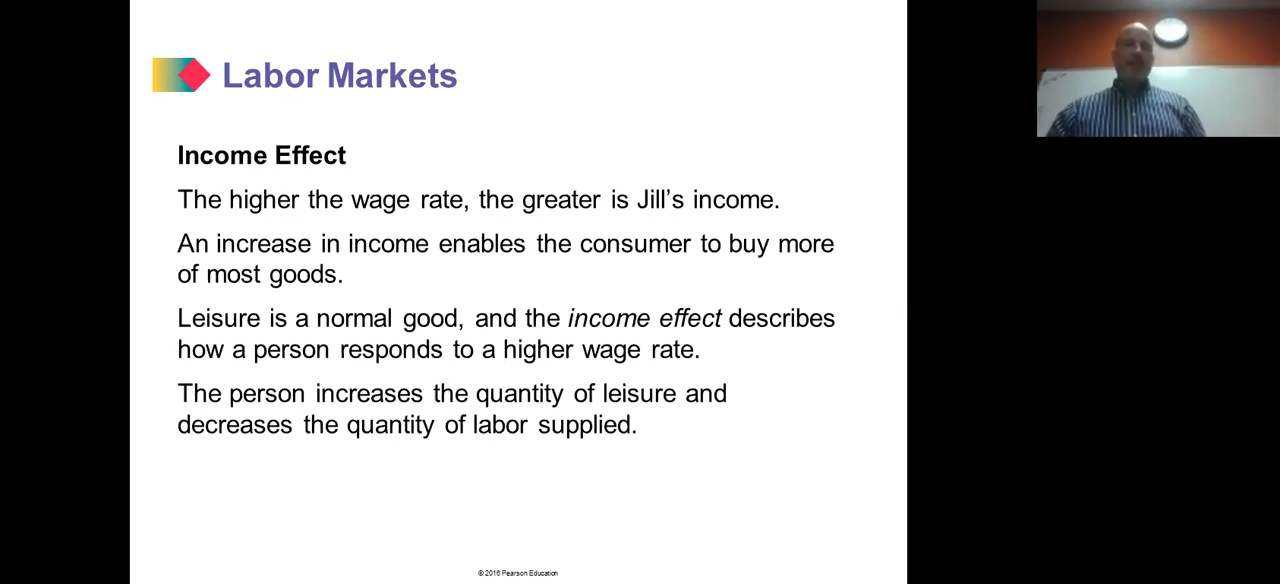 Labor Markets
Income Effect
The higher the wage rate, the greater is Jill’s income.
An increase in income enables the consumer to buy more
of most goods.
Leisure is a normal good, and the income effect describes
how a person responds to a higher wage rate.
The person increases the quantity of leisure and
decreases the quantity of labor supplied.
© 2016 Pearson Education